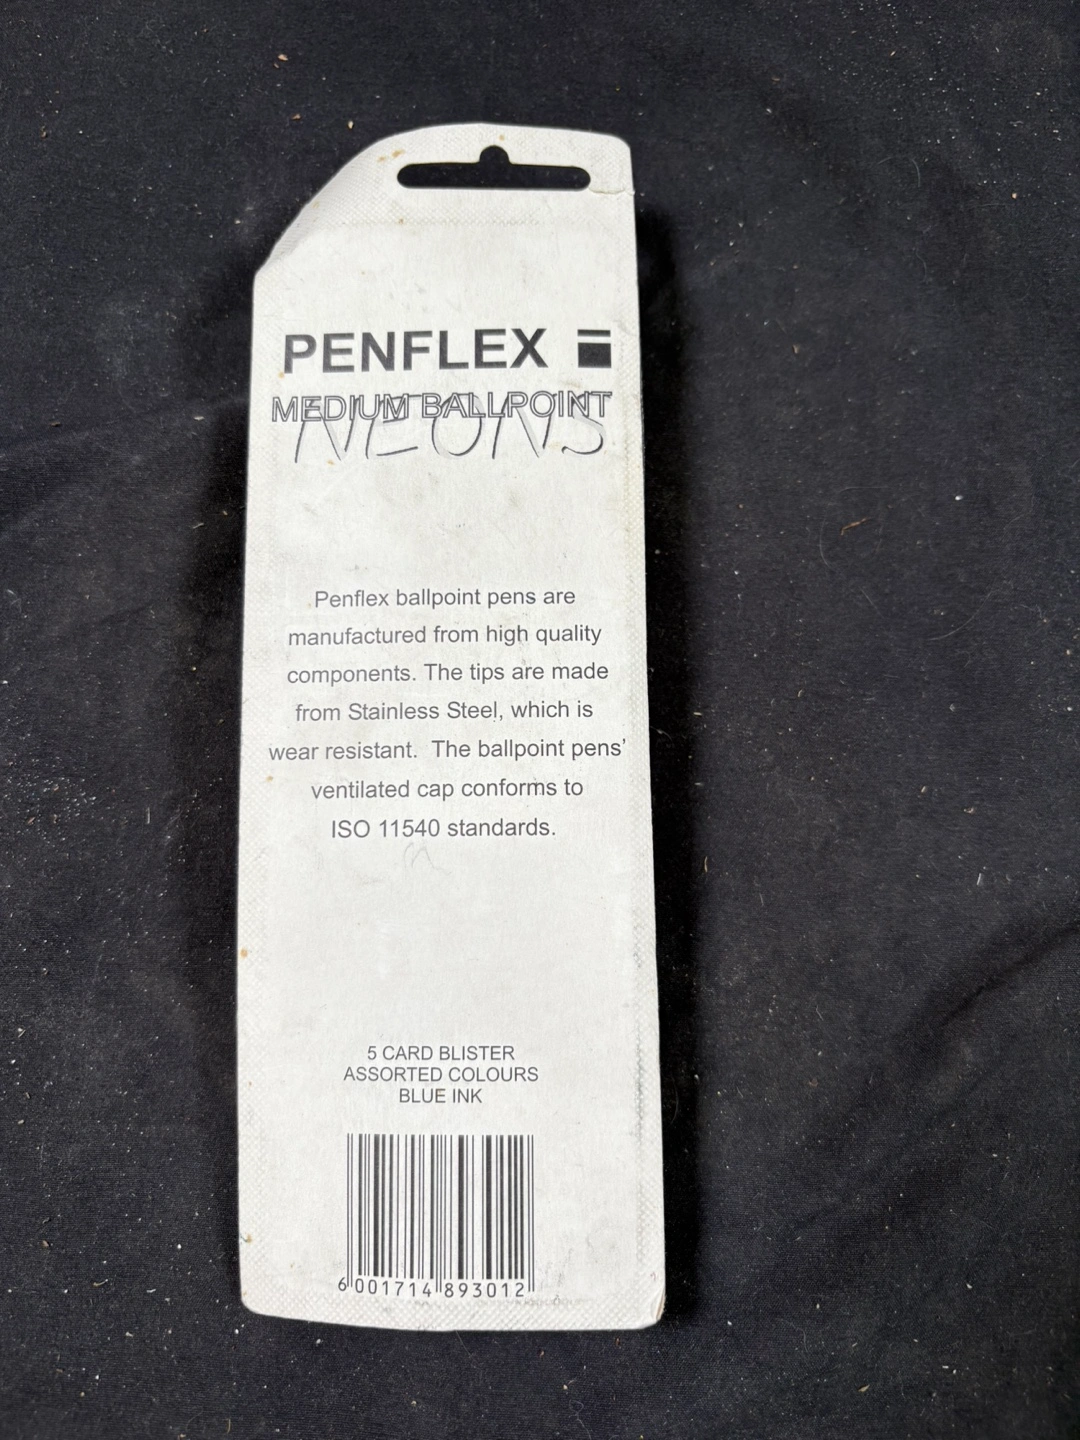 PENFLEX
MEDIUM BALLPOINT
NEONS
Penflex ballpoint pens are
manufactured from high quality
components. The tips are made
from Stainless Steel, which is
wear resistant. The ballpoint pens’
ventilated cap conforms to
ISO 11540 standards.
5 CARD BLISTER
ASSORTED COLOURS
BLUE INK
6 001714 893012